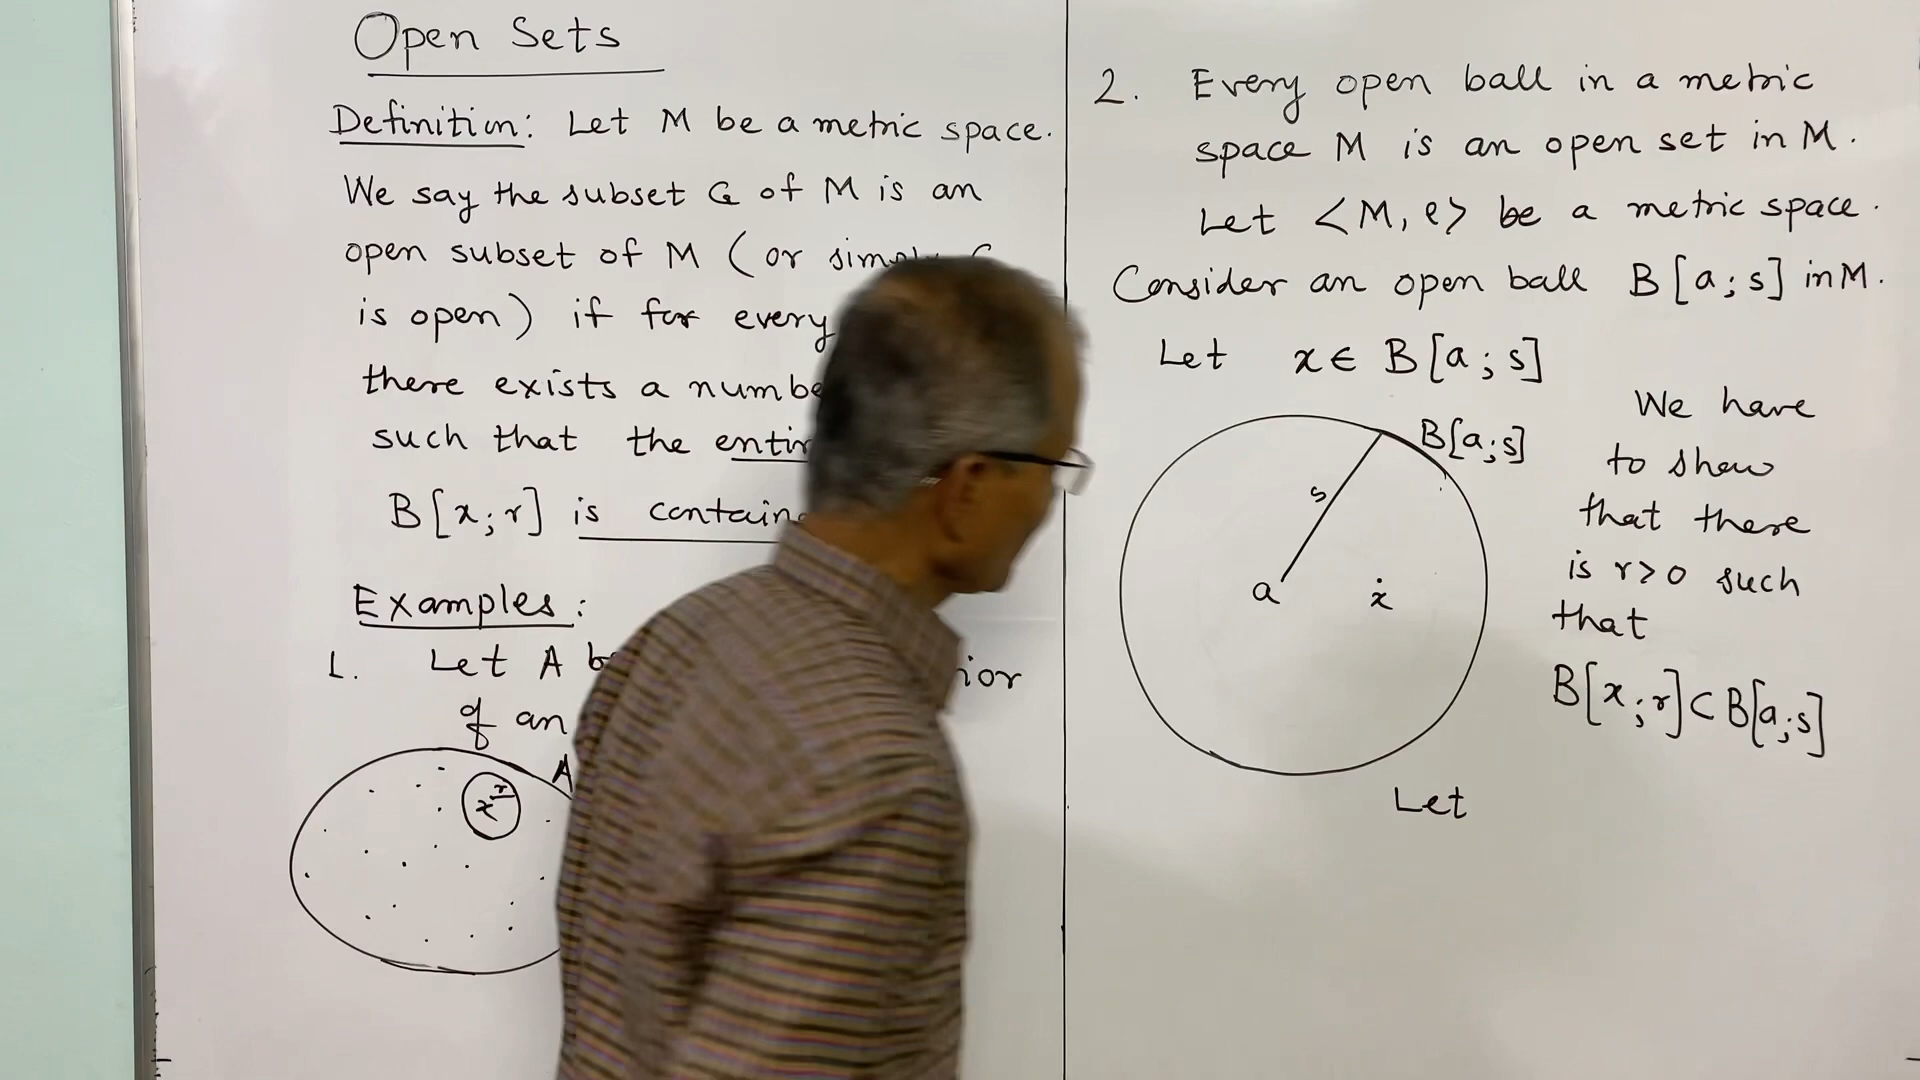 Open Sets
Definition: Let M be a metric space.
We say the subset G of M is an
open subset of M (or
is open) if for every
there exists a
such that the
B[x;r] is
Examples:
1. Let A
of an
A
x r
2. Every open ball in a metric
space M is an open set in M.
Let <M, ρ> be a metric space.
Consider an open ball B[a;s] in M.
Let x ∈ B[a;s]
B[a;s]
s
a
x
We have
to show
that there
is r>0 such
that
B[x;r] ⊂ B[a;s]
Let